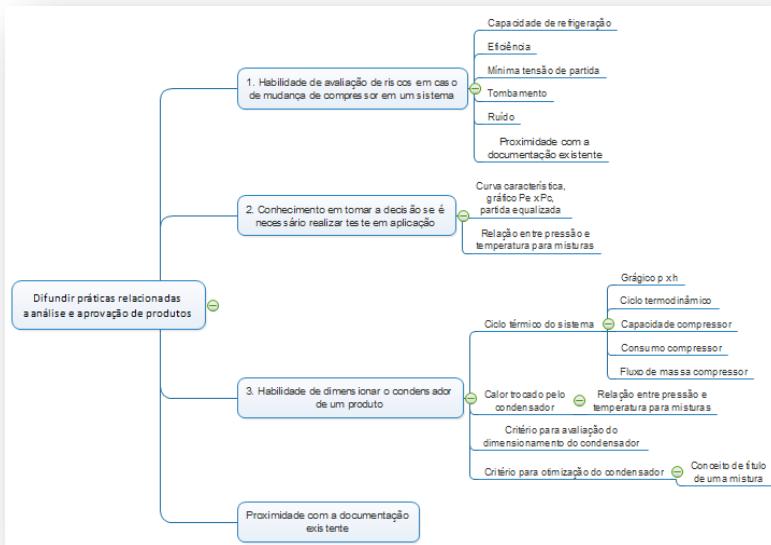 Difundir práticas relacionadas
a análise e aprovação de produtos
1. Habilidade de avaliação de riscos em caso
de mudança de compressor em um sistema
Capacidade de refrigeração
Eficiência
Mínima tensão de partida
Tombamento
Ruído
Proximidade com a
documentação existente
2. Conhecimento em tomar a decisão se é
necessário realizar teste em aplicação
Curva característica,
gráfico Pe x Pc,
partida equalizada
Relação entre pressão e
temperatura para misturas
3. Habilidade de dimensionar o condensador
de um produto
Ciclo térmico do sistema
Grágico p x h
Ciclo termodinâmico
Capacidade compressor
Consumo compressor
Fluxo de massa compressor
Calor trocado pelo
condensador
Relação entre pressão e
temperatura para misturas
Critério para avaliação do
dimensionamento do condensador
Critério para otimização do condensador
Conceito de título
de uma mistura
Proximidade com a documentação
existente